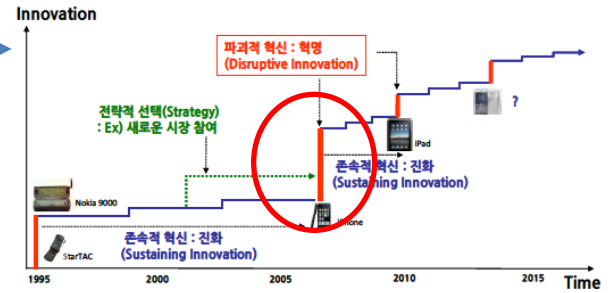 Innovation
파괴적 혁신 : 혁명
(Disruptive Innovation)
전략적 선택(Strategy)
: Ex) 새로운 시장 참여
?
iPad
존속적 혁신 : 진화
(Sustaining Innovation)
Nokia 9000
iPhone
존속적 혁신 : 진화
(Sustaining Innovation)
StarTAC
1995 2000 2005 2010 2015 Time